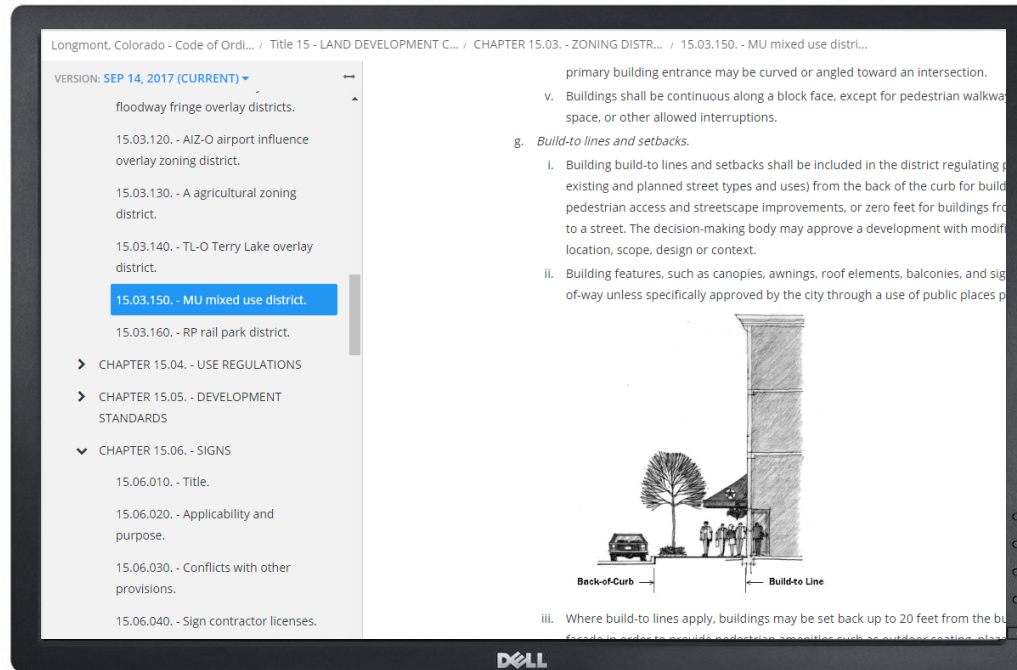 Longmont, Colorado - Code of Ordi... / Title 15 - LAND DEVELOPMENT C... / CHAPTER 15.03. - ZONING DISTR... / 15.03.150. - MU mixed use distri...
VERSION: SEP 14, 2017 (CURRENT)
floodway fringe overlay districts.
15.03.120. - AIZ-O airport influence
overlay zoning district.
15.03.130. - A agricultural zoning
district.
15.03.140. - TL-O Terry Lake overlay
district.
15.03.150. - MU mixed use district.
15.03.160. - RP rail park district.
CHAPTER 15.04. - USE REGULATIONS
CHAPTER 15.05. - DEVELOPMENT
STANDARDS
CHAPTER 15.06. - SIGNS
15.06.010. - Title.
15.06.020. - Applicability and
purpose.
15.06.030. - Conflicts with other
provisions.
15.06.040. - Sign contractor licenses.
primary building entrance may be curved or angled toward an intersection.
v. Buildings shall be continuous along a block face, except for pedestrian
space, or other allowed interruptions.
g. Build-to lines and setbacks.
i. Building build-to lines and setbacks shall be included in the district regulating
existing and planned street types and uses) from the back of the curb for
pedestrian access and streetscape improvements, or zero feet for buildings
to a street. The decision-making body may approve a development with
location, scope, design or context.
ii. Building features, such as canopies, awnings, roof elements, balconies, and
of-way unless specifically approved by the city through a use of public places
Back-of-Curb
Build-to Line
iii. Where build-to lines apply, buildings may be set back up to 20 feet from the
facade in order to provide pedestrian amenities such as outdoor seating,
DELL